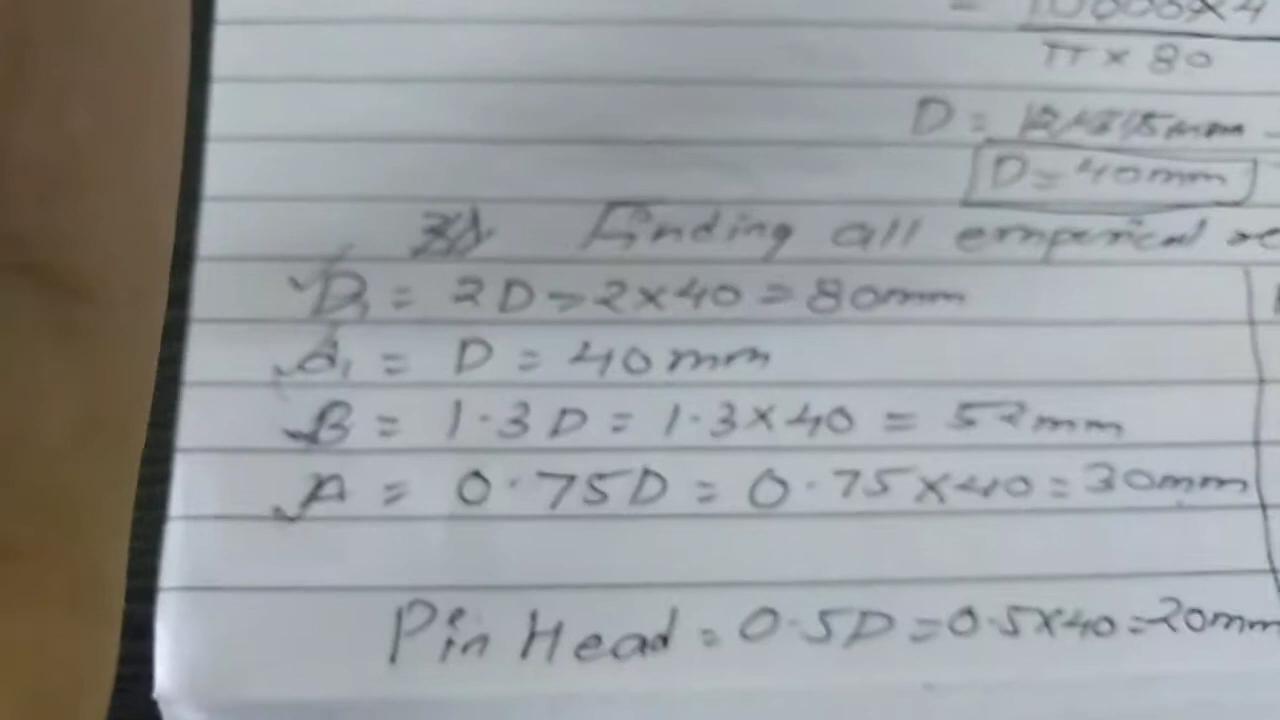 π × 80
D =
D = 40mm
Finding all emperical
D₁ = 2D = 2×40 = 80mm
d₁ = D = 40mm
B = 1.3D = 1.3×40 = 52mm
A = 0.75D = 0.75×40 = 30mm
Pin Head = 0.5D = 0.5×40 = 20mm